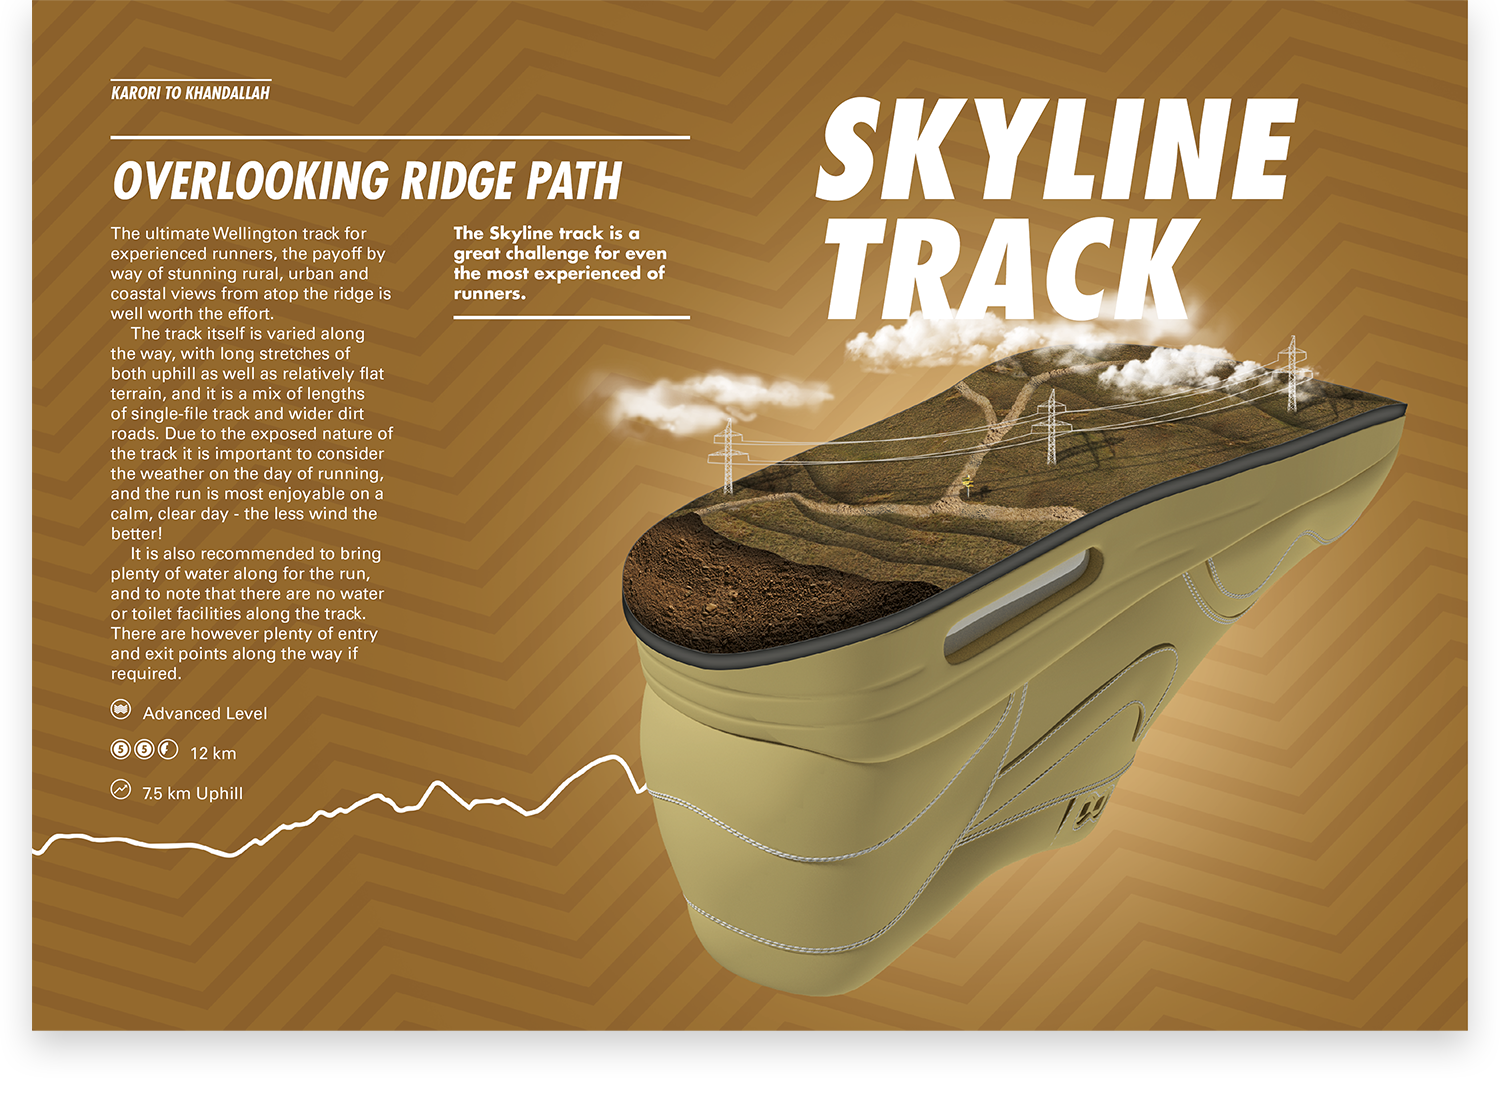 KARORI TO KHANDALLAH
OVERLOOKING RIDGE PATH
The ultimate Wellington track for
experienced runners, the payoff by
way of stunning rural, urban and
coastal views from atop the ridge is
well worth the effort.
The track itself is varied along
the way, with long stretches of
both uphill as well as relatively flat
terrain, and it is a mix of lengths
of single-file track and wider dirt
roads. Due to the exposed nature of
the track it is important to consider
the weather on the day of running,
and the run is most enjoyable on a
calm, clear day - the less wind the
better!
It is also recommended to bring
plenty of water along for the run,
and to note that there are no water
or toilet facilities along the track.
There are however plenty of entry
and exit points along the way if
required.
Advanced Level
5 5 12 km
7.5 km Uphill
The Skyline track is a
great challenge for even
the most experienced of
runners.
SKYLINE
TRACK